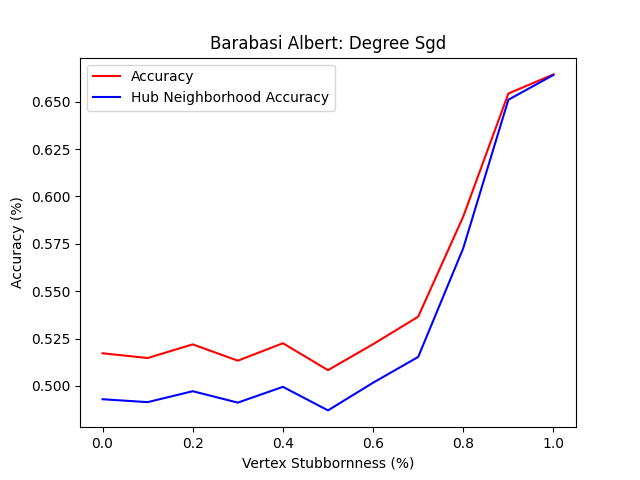 Barabasi Albert: Degree Sgd
Accuracy
Hub Neighborhood Accuracy
Accuracy (%)
0.650
0.625
0.600
0.575
0.550
0.525
0.500
0.0 0.2 0.4 0.6 0.8 1.0
Vertex Stubbornness (%)